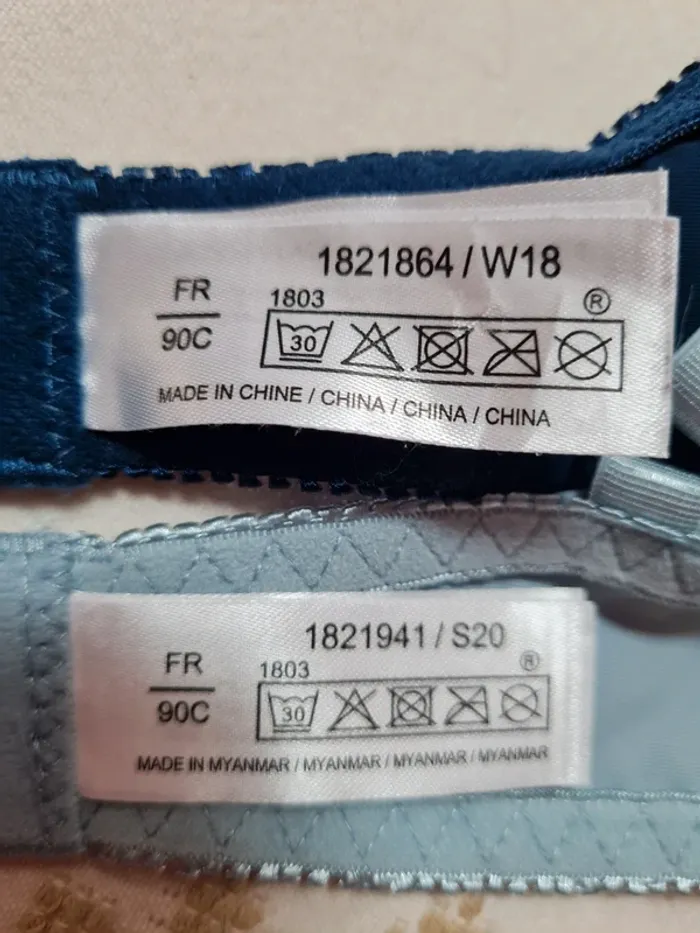 1821864 / W18
FR
90C
1803
®
30
MADE IN CHINE / CHINA / CHINA / CHINA
1821941 / S20
FR
90C
1803
®
30
MADE IN MYANMAR / MYANMAR / MYANMAR / MYANMAR